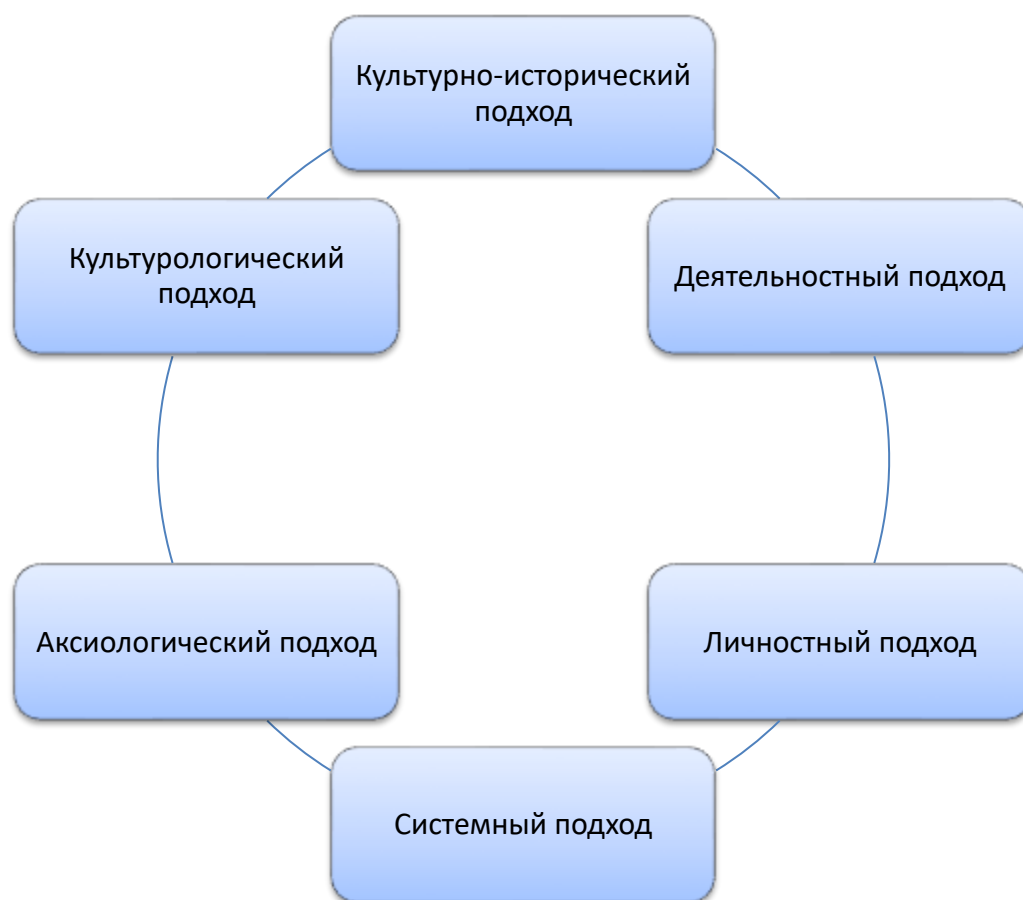 Культурно-исторический
подход
Культурологический
подход
Деятельностный подход
Аксиологический подход
Личностный подход
Системный подход